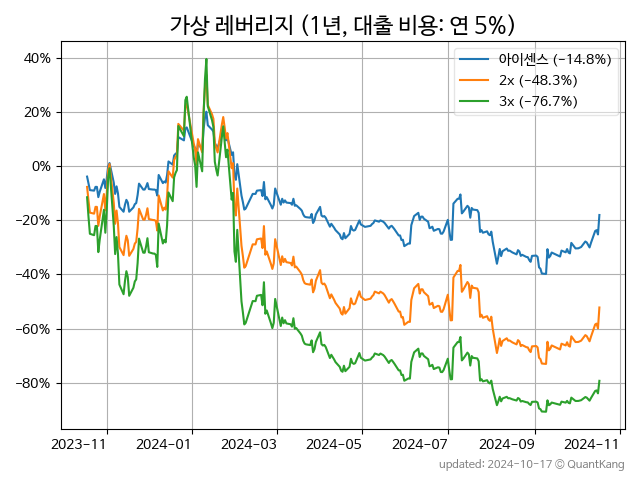 가상 레버리지 (1년, 대출 비용: 연 5%)
40%
20%
0%
−20%
−40%
−60%
−80%
아이센스 (-14.8%)
2x (-48.3%)
3x (-76.7%)
2023-11
2024-01
2024-03
2024-05
2024-07
2024-09
2024-11
updated: 2024-10-17 © QuantKang